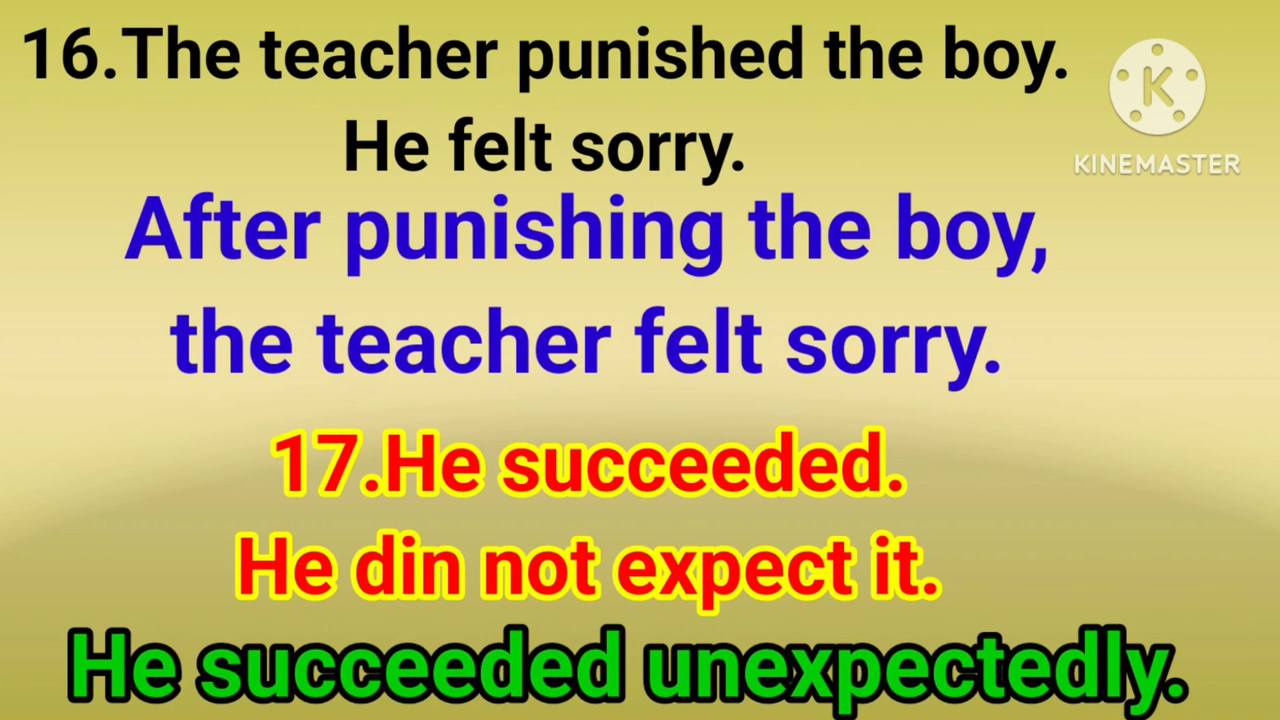 16.The teacher punished the boy.
He felt sorry.
After punishing the boy,
the teacher felt sorry.
17.He succeeded.
He din not expect it.
He succeeded unexpectedly.
K
KINEMASTER